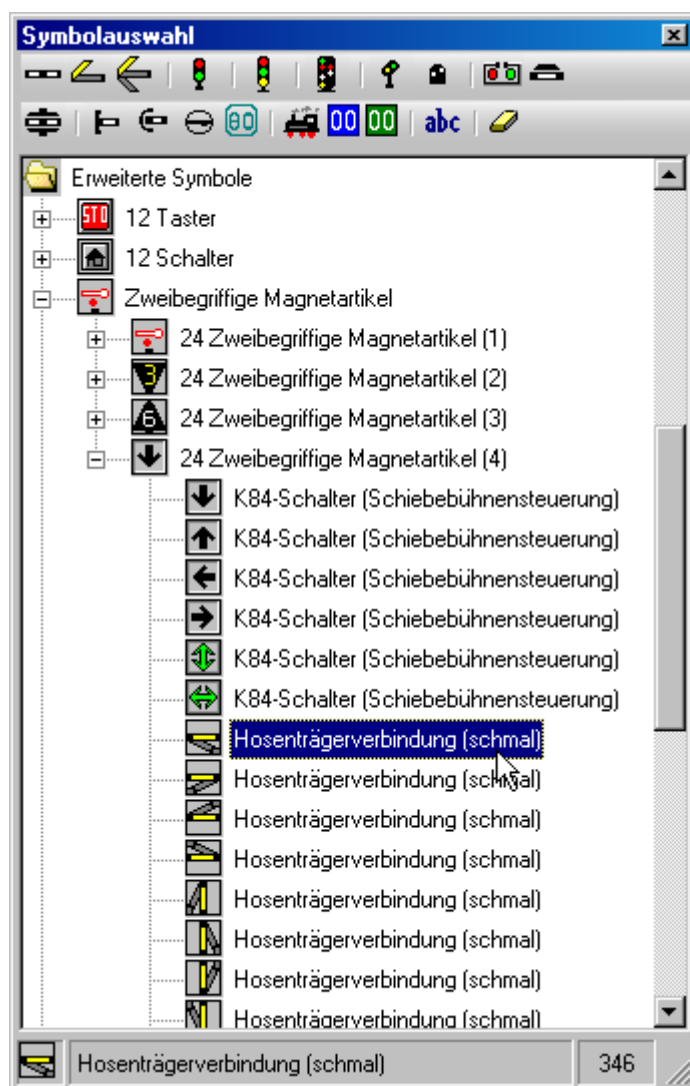 Symbolauswahl
00 00 00 abc
Erweiterte Symbole
STO 12 Taster
12 Schalter
Zweibegriffige Magnetartikel
24 Zweibegriffige Magnetartikel (1)
3 24 Zweibegriffige Magnetartikel (2)
6 24 Zweibegriffige Magnetartikel (3)
24 Zweibegriffige Magnetartikel (4)
K84-Schalter (Schiebebühnensteuerung)
K84-Schalter (Schiebebühnensteuerung)
K84-Schalter (Schiebebühnensteuerung)
K84-Schalter (Schiebebühnensteuerung)
K84-Schalter (Schiebebühnensteuerung)
K84-Schalter (Schiebebühnensteuerung)
Hosenträgerverbindung (schmal)
Hosenträgerverbindung (schmal)
Hosenträgerverbindung (schmal)
Hosenträgerverbindung (schmal)
Hosenträgerverbindung (schmal)
Hosenträgerverbindung (schmal)
Hosenträgerverbindung (schmal)
Hosenträgerverbindung (schmal)
Hosenträgerverbindung (schmal) 346